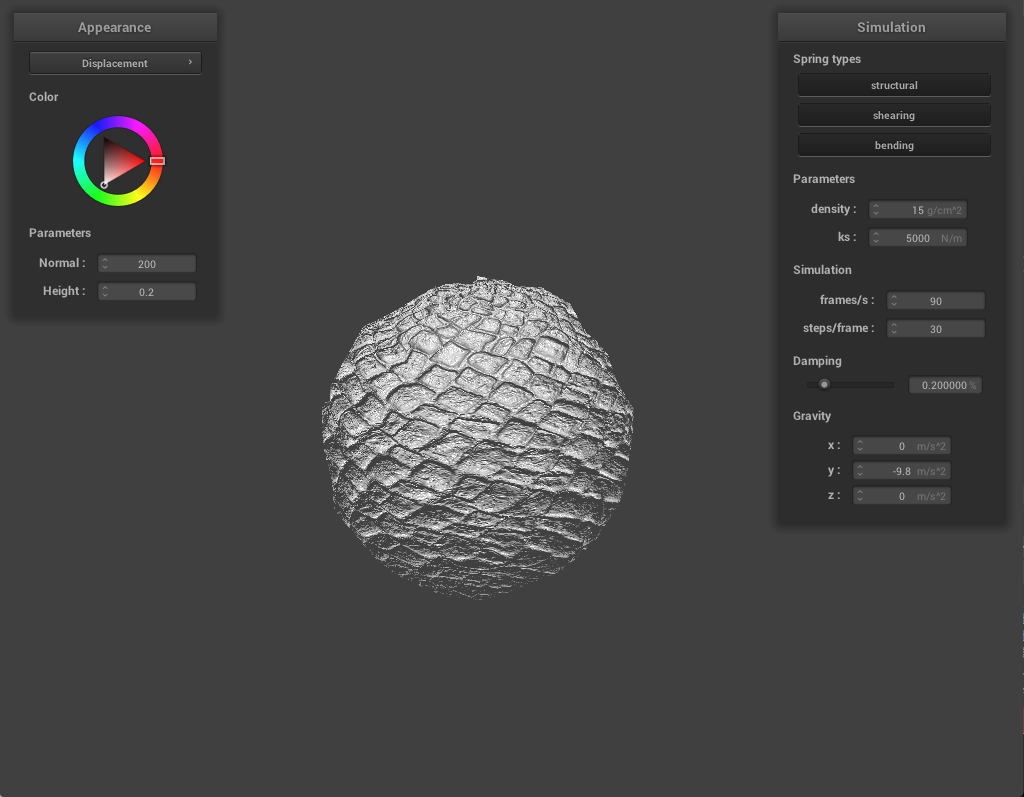 Appearance
Displacement
Color
Parameters
Normal : 200
Height : 0.2
Simulation
Spring types
structural
shearing
bending
Parameters
density : 15 g/cm^2
ks : 5000 N/m
Simulation
frames/s : 90
steps/frame : 30
Damping
0.200000 %
Gravity
x : 0 m/s^2
y : -9.8 m/s^2
z : 0 m/s^2